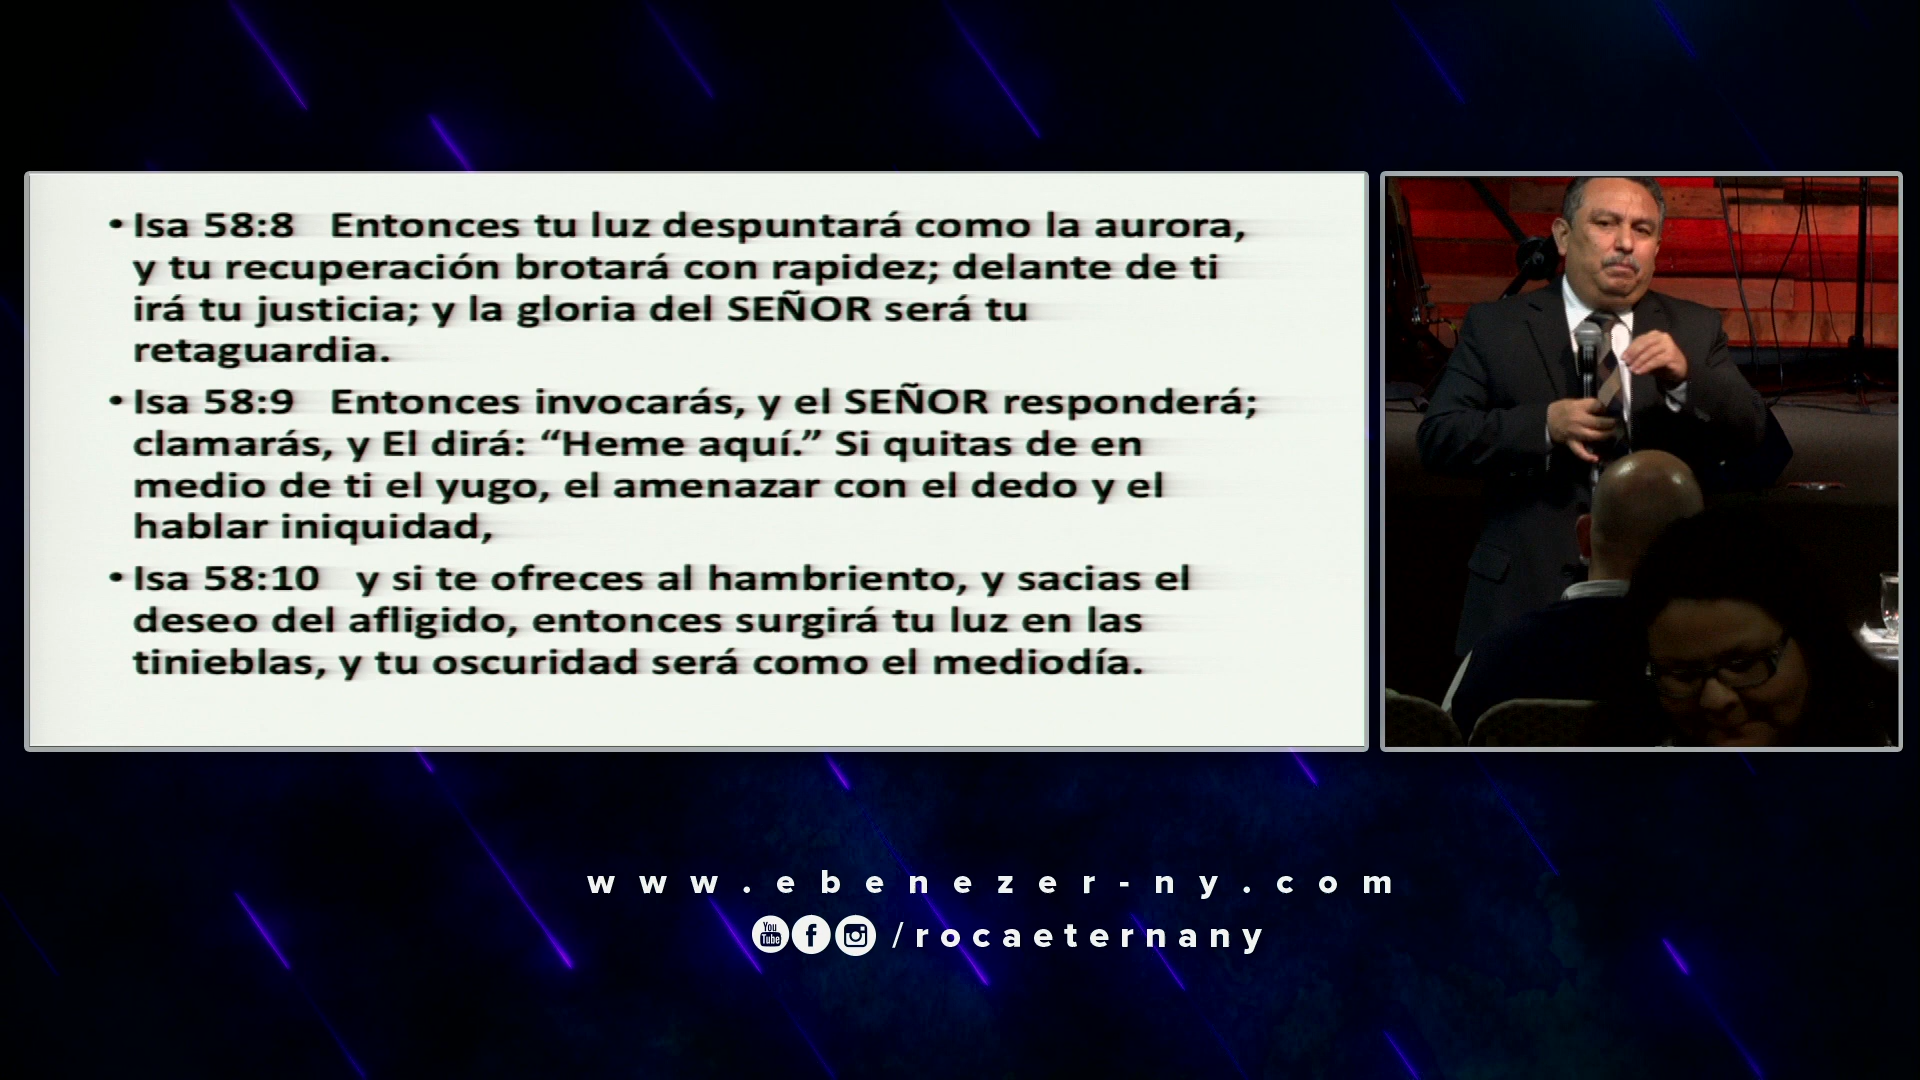 • Isa 58:8 Entonces tu luz despuntará como la aurora,
y tu recuperación brotará con rapidez; delante de ti
irá tu justicia; y la gloria del SEÑOR será tu
retaguardia.
• Isa 58:9 Entonces invocarás, y el SEÑOR responderá;
clamarás, y El dirá: “Heme aquí.” Si quitas de en
medio de ti el yugo, el amenazar con el dedo y el
hablar iniquidad,
• Isa 58:10 y si te ofreces al hambriento, y sacias el
deseo del afligido, entonces surgirá tu luz en las
tinieblas, y tu oscuridad será como el mediodía.
www.ebenezer-ny.com
You Tube f /rocaeternany